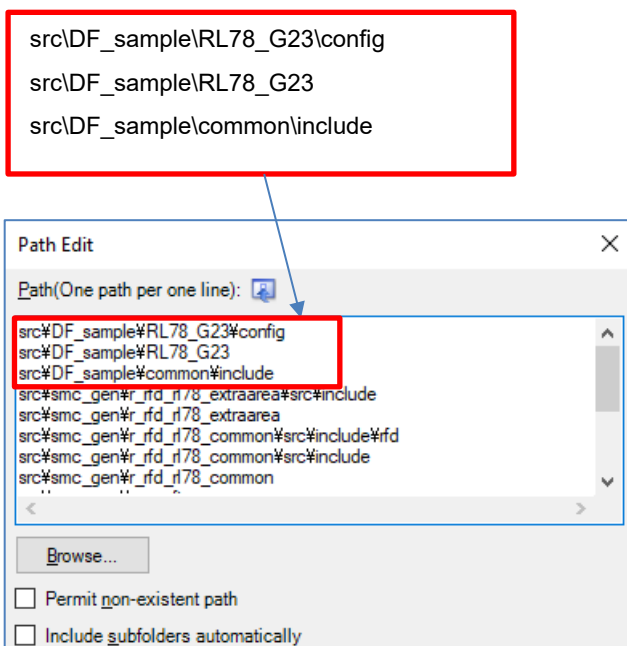 src\DF_sample\RL78_G23\config
src\DF_sample\RL78_G23
src\DF_sample\common\include
Path Edit
Path(One path per one line):
src¥DF_sample¥RL78_G23¥config
src¥DF_sample¥RL78_G23
src¥DF_sample¥common¥include
src¥smc_gen¥r_rfd_rl78_extraarea¥src¥include
src¥smc_gen¥r_rfd_rl78_extraarea
src¥smc_gen¥r_rfd_rl78_common¥src¥include¥rfd
src¥smc_gen¥r_rfd_rl78_common¥src¥include
src¥smc_gen¥r_rfd_rl78_common
Browse...
Permit non-existent path
Include subfolders automatically